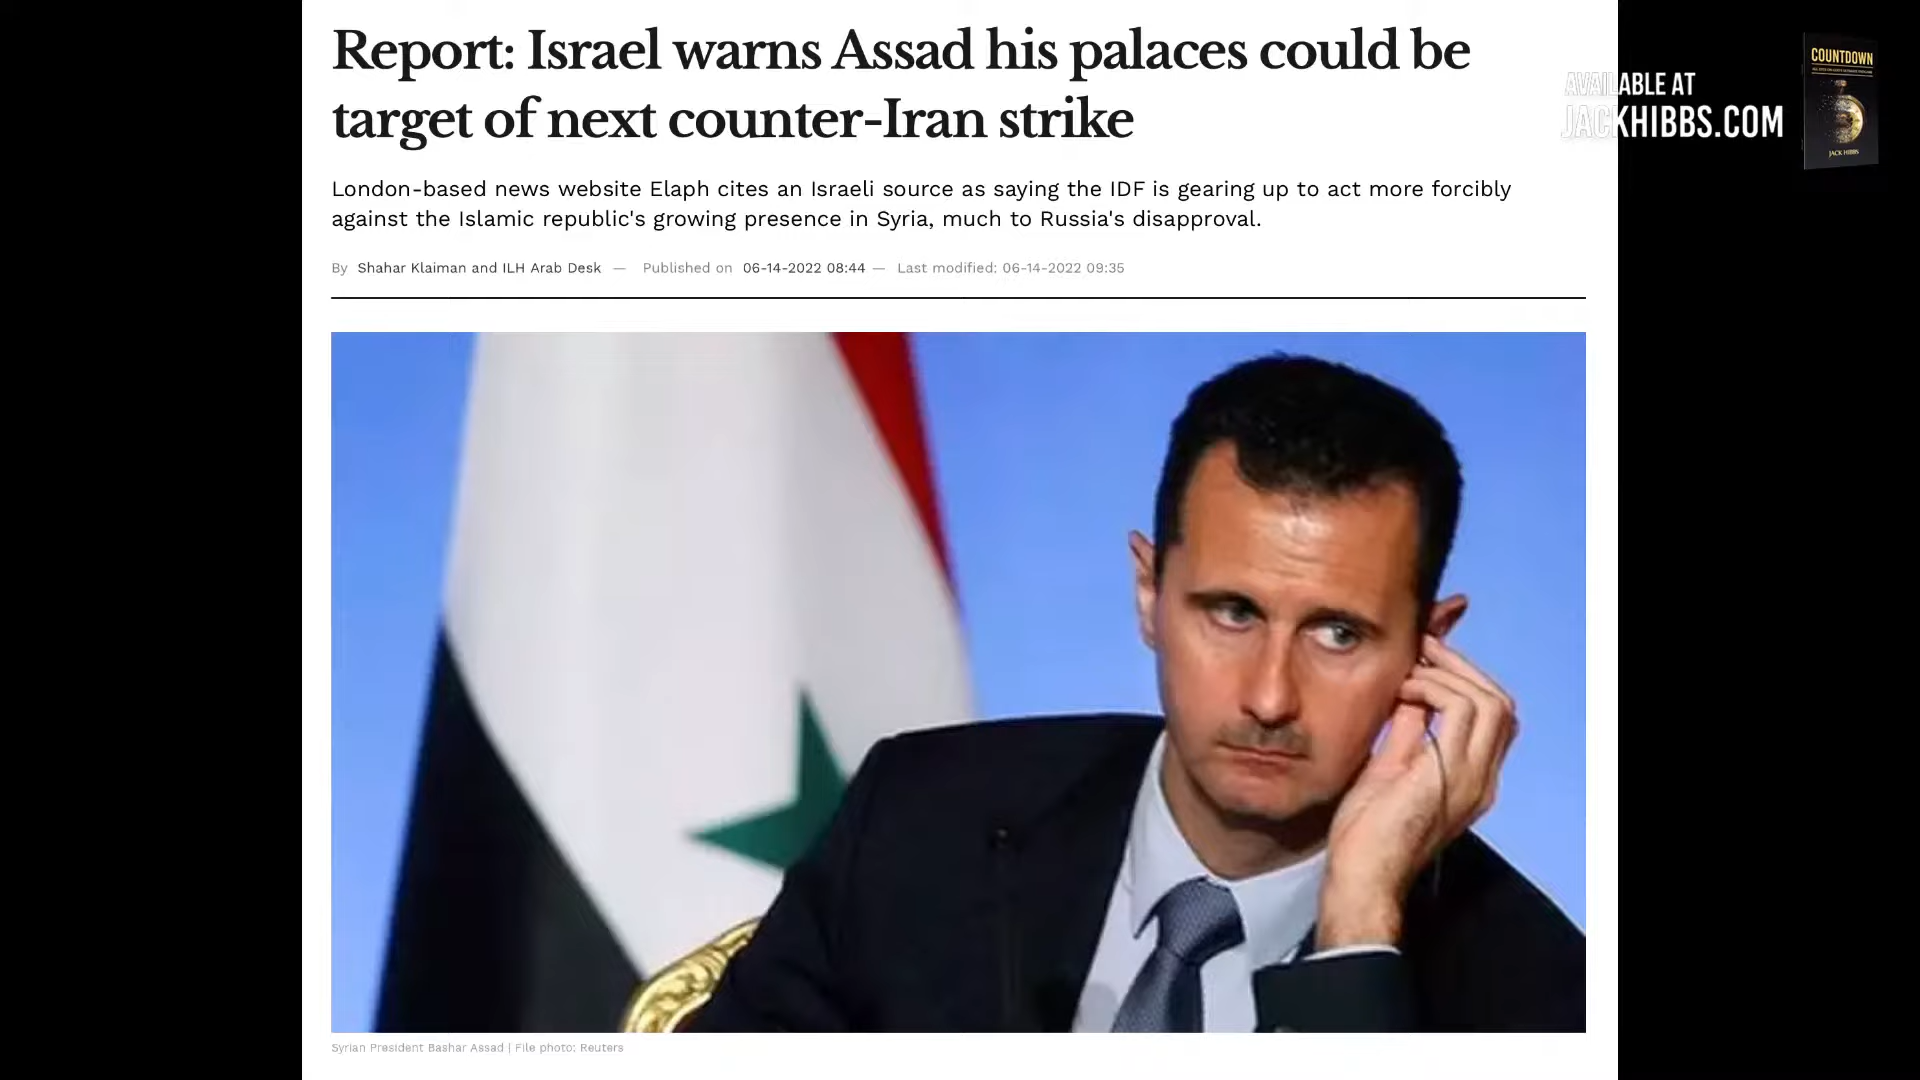 Report: Israel warns Assad his palaces could be
target of next counter-Iran strike
London-based news website Elaph cites an Israeli source as saying the IDF is gearing up to act more forcibly
against the Islamic republic's growing presence in Syria, much to Russia's disapproval.
By Shahar Klaiman and ILH Arab Desk — Published on 06-14-2022 08:44 — Last modified: 06-14-2022 09:35
AVAILABLE AT
JACKHIBBS.COM
COUNTDOWN
JACK HIBBS
Syrian President Bashar Assad | File photo: Reuters